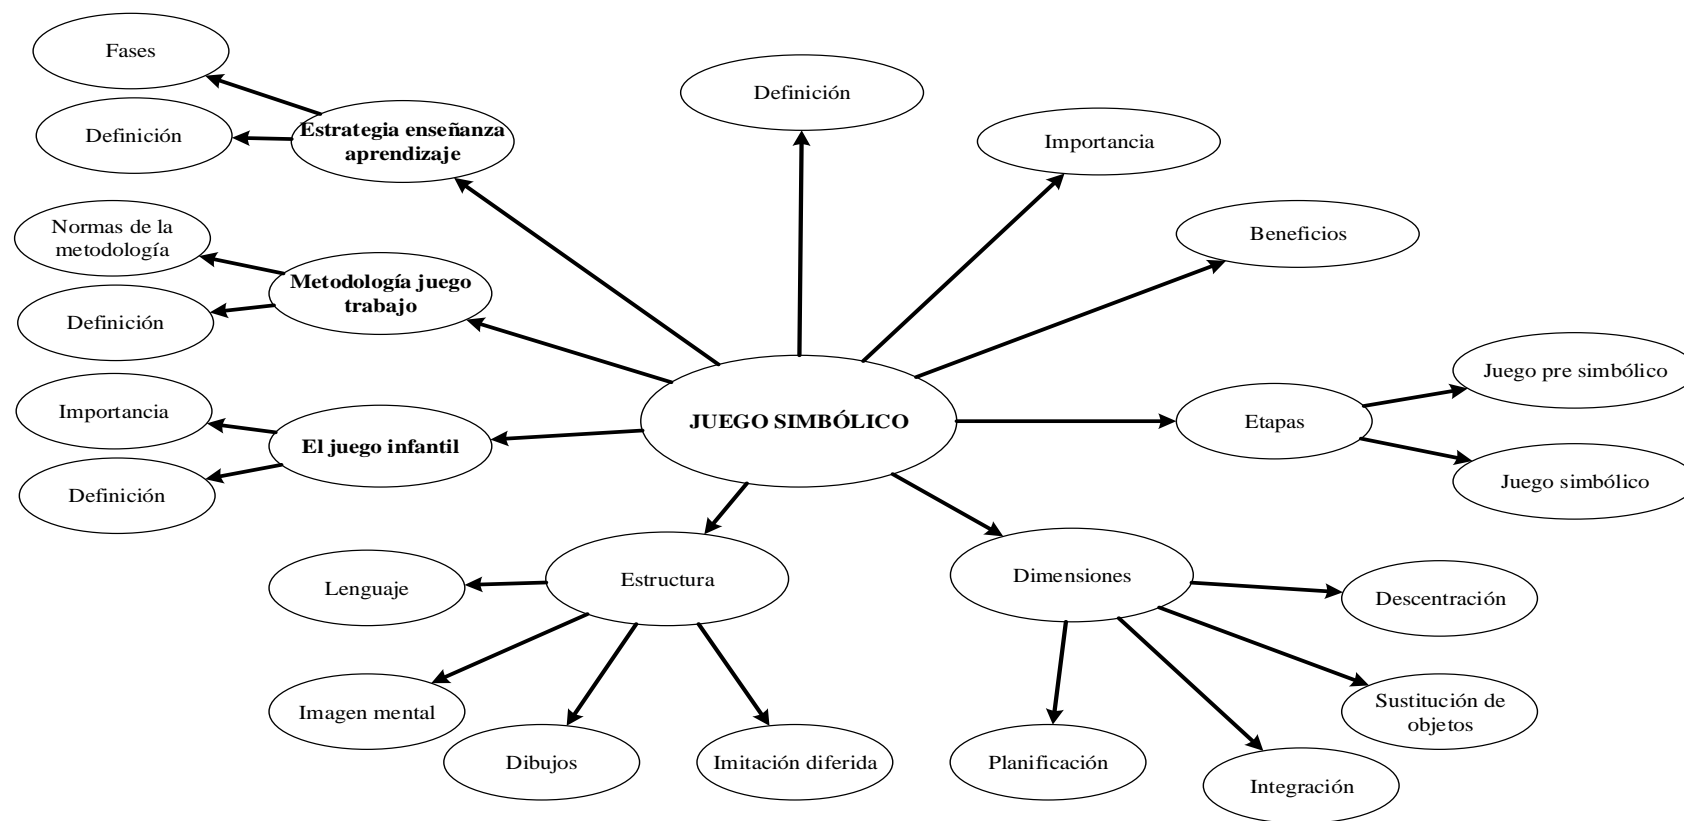 Fases
Definición
Estrategia enseñanza
aprendizaje
Definición
Importancia
Beneficios
Normas de la
metodología
Definición
Metodología juego
trabajo
Importancia
Definición
El juego infantil
JUEGO SIMBÓLICO
Etapas
Juego pre simbólico
Juego simbólico
Estructura
Lenguaje
Imagen mental
Dibujos
Imitación diferida
Dimensiones
Descentración
Sustitución de
objetos
Planificación
Integración